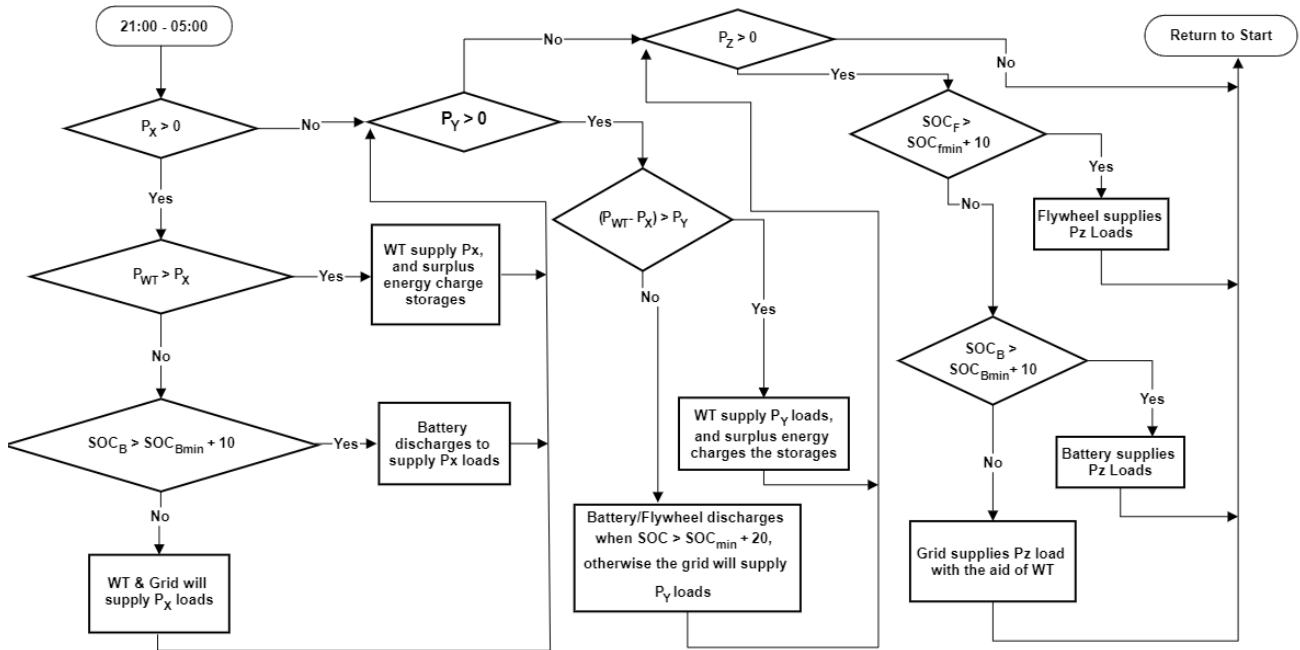 21:00 - 05:00
P_X > 0
Yes
No
P_WT > P_X
Yes
WT supply Px,
and surplus
energy charge
storages
No
SOC_B > SOC_Bmin + 10
Yes
Battery
discharges to
supply Px loads
No
WT & Grid will
supply P_X loads
P_Y > 0
No
Yes
(P_WT - P_X) > P_Y
Yes
No
WT supply P_Y loads,
and surplus energy
charges the storages
Battery/Flywheel discharges
when SOC > SOC_min + 20,
otherwise the grid will supply
P_Y loads
P_Z > 0
No
Yes
SOC_F >
SOC_fmin + 10
Yes
Flywheel supplies
Pz Loads
No
SOC_B >
SOC_Bmin + 10
Yes
Battery supplies
Pz Loads
No
Grid supplies Pz load
with the aid of WT
Return to Start